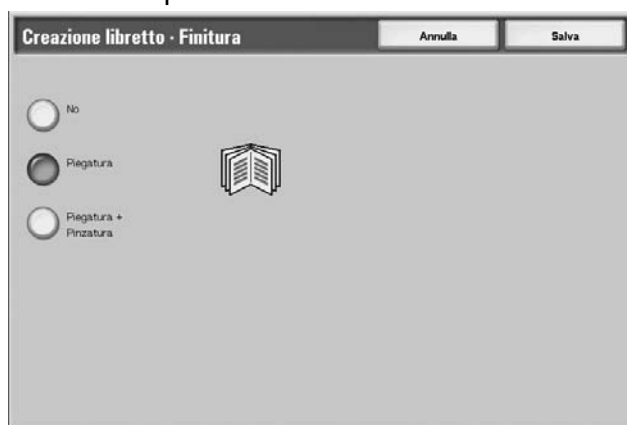 Creazione libretto - Finitura
Annulla
Salva
No
Piegatura
Piegatura +
Pinzatura